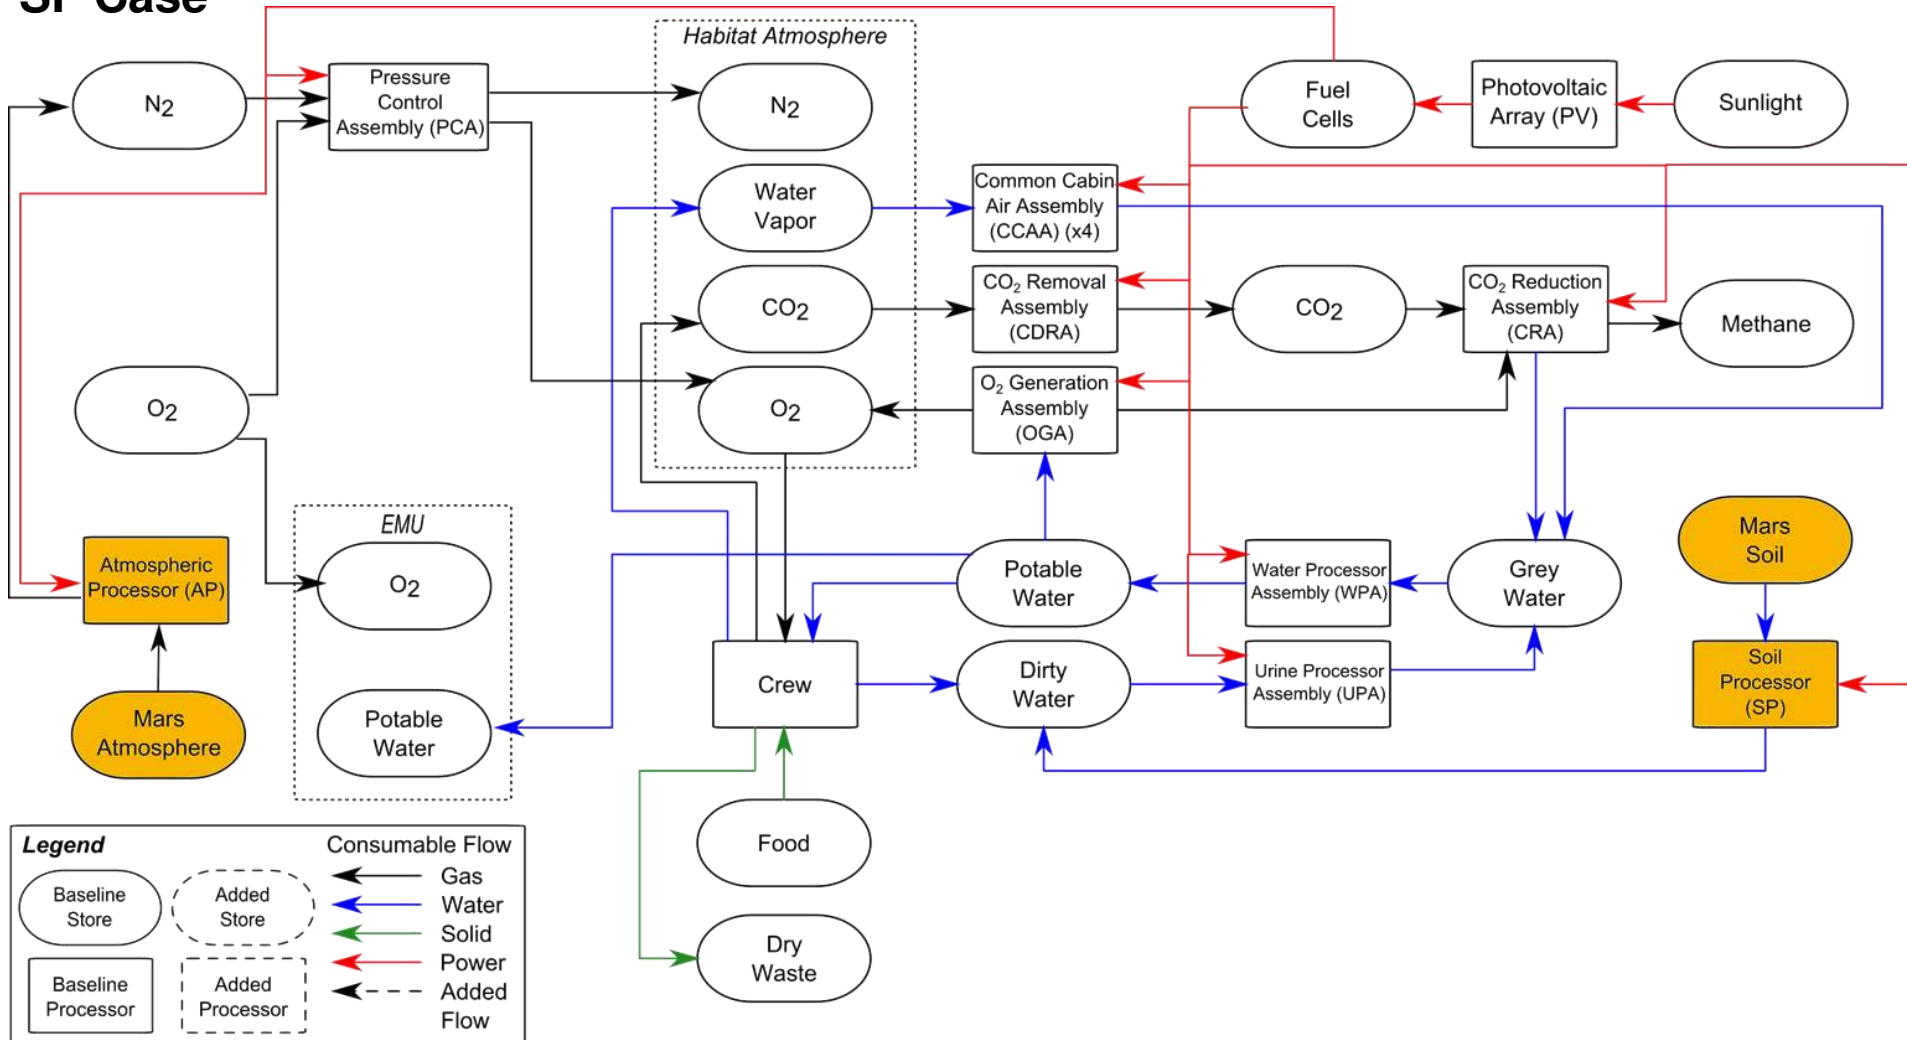 SP Case
Habitat Atmosphere
N2
Pressure
Control
Assembly (PCA)
N2
Fuel
Cells
Photovoltaic
Array (PV)
Sunlight
Water
Vapor
Common Cabin
Air Assembly
(CCAA) (x4)
CO2
CO2 Removal
Assembly
(CDRA)
CO2
CO2 Reduction
Assembly
(CRA)
Methane
O2
O2
O2 Generation
Assembly
(OGA)
EMU
Atmospheric
Processor (AP)
O2
Potable
Water
Water Processor
Assembly (WPA)
Grey
Water
Mars
Soil
Mars
Atmosphere
Potable
Water
Crew
Dirty
Water
Urine Processor
Assembly (UPA)
Soil
Processor
(SP)
Food
Dry
Waste
Legend
Consumable Flow
Baseline
Store
Added
Store
Baseline
Processor
Added
Processor
Gas
Water
Solid
Power
Added
Flow